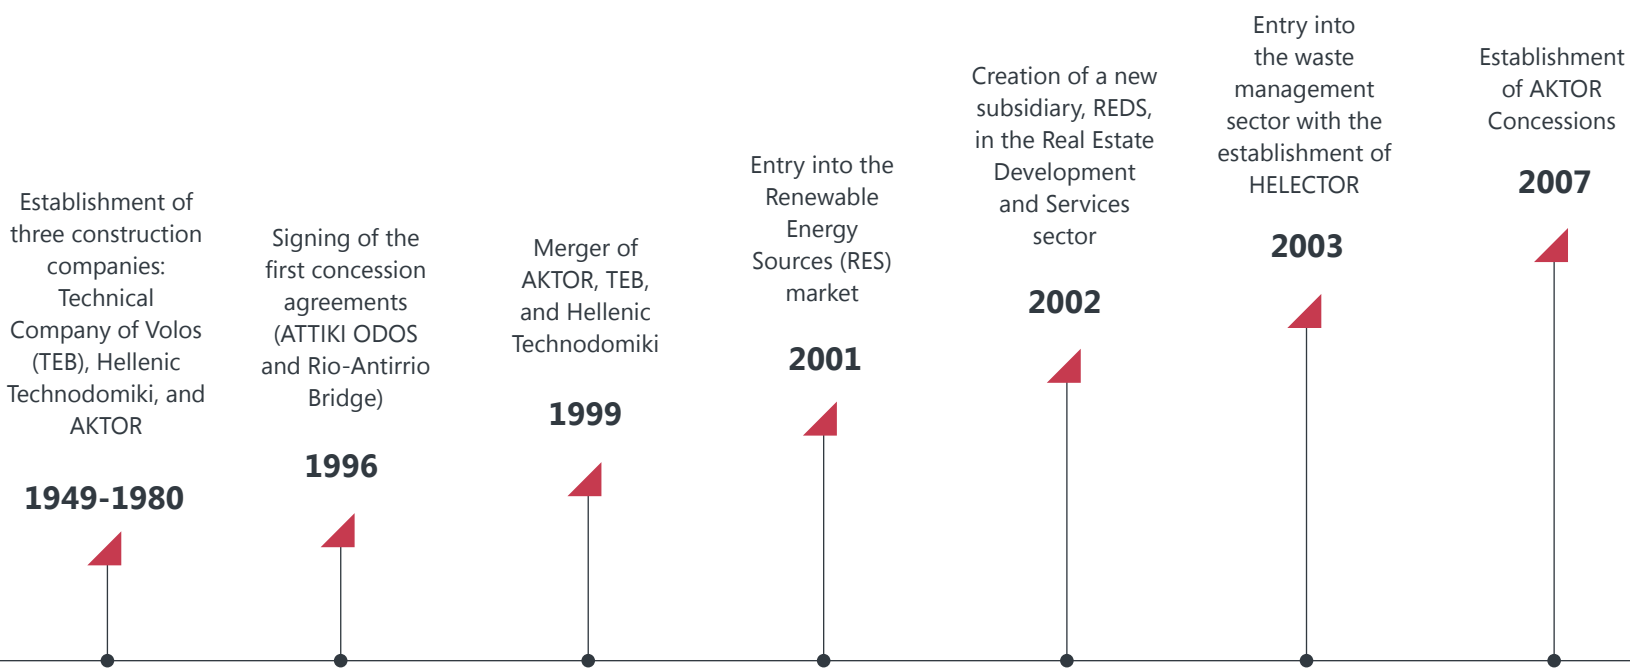 Establishment of
three construction
companies:
Technical
Company of Volos
(TEB), Hellenic
Technodomiki, and
AKTOR
1949-1980
Signing of the
first concession
agreements
(ATTIKI ODOS
and Rio-Antirrio
Bridge)
1996
Merger of
AKTOR, TEB,
and Hellenic
Technodomiki
1999
Entry into the
Renewable
Energy
Sources (RES)
market
2001
Creation of a new
subsidiary, REDS,
in the Real Estate
Development
and Services
sector
2002
Entry into
the waste
management
sector with the
establishment of
HELECTOR
2003
Establishment
of AKTOR
Concessions
2007